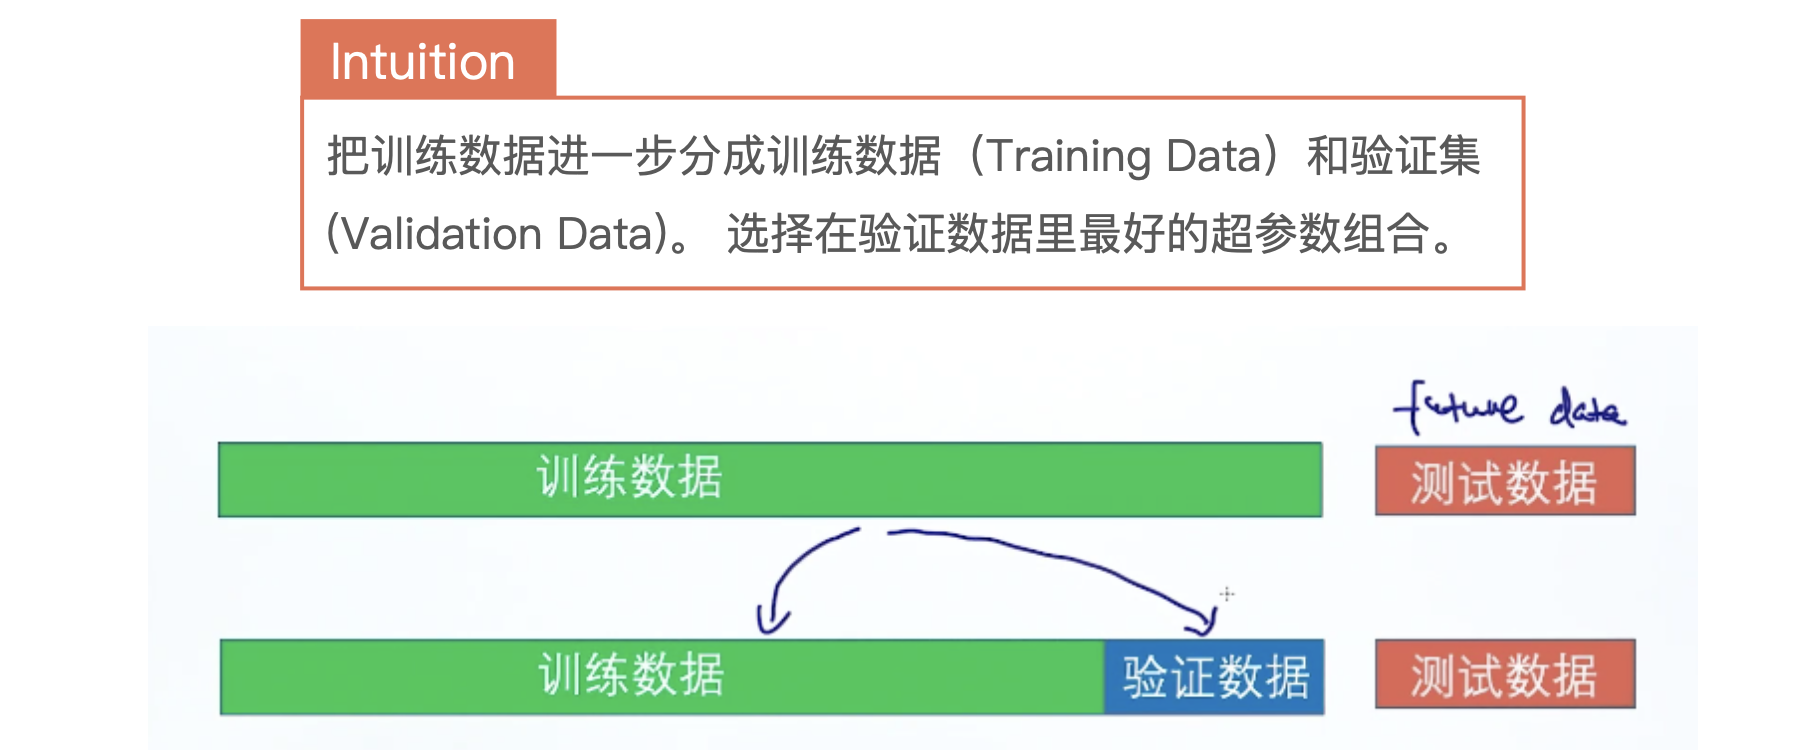 Intuition
把训练数据进一步分成训练数据（Training Data）和验证集
(Validation Data)。 选择在验证数据里最好的超参数组合。
future data
训练数据 测试数据
训练数据 验证数据 测试数据